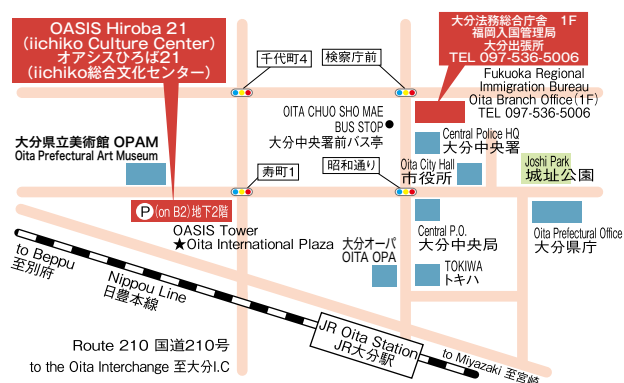 OASIS Hiroba 21
(iichiko Culture Center)
オアシスひろば21
(iichiko総合文化センター)
大分法務総合庁舎 1F
福岡入国管理局
大分出張所
TEL 097-536-5006
千代町4
検察庁前
Fukuoka Regional
Immigration Bureau
Oita Branch Office(1F)
TEL 097-536-5006
OITA CHUO SHO MAE
BUS STOP
大分中央署前バス亭
Central Police HQ
大分中央署
大分県立美術館 OPAM
Oita Prefectural Art Museum
寿町1
昭和通り
Oita City Hall
市役所
Joshi Park
城址公園
P (on B2)地下2階
OASIS Tower
★Oita International Plaza
Central P.O.
大分中央局
Oita Prefectural Office
大分県庁
大分オーパ
OITA OPA
TOKIWA
トキハ
to Beppu
至別府
Nippou Line
日豊本線
JR Oita Station
JR大分駅
to Miyazaki 至宮崎
Route 210 国道210号
to the Oita Interchange 至大分I.C